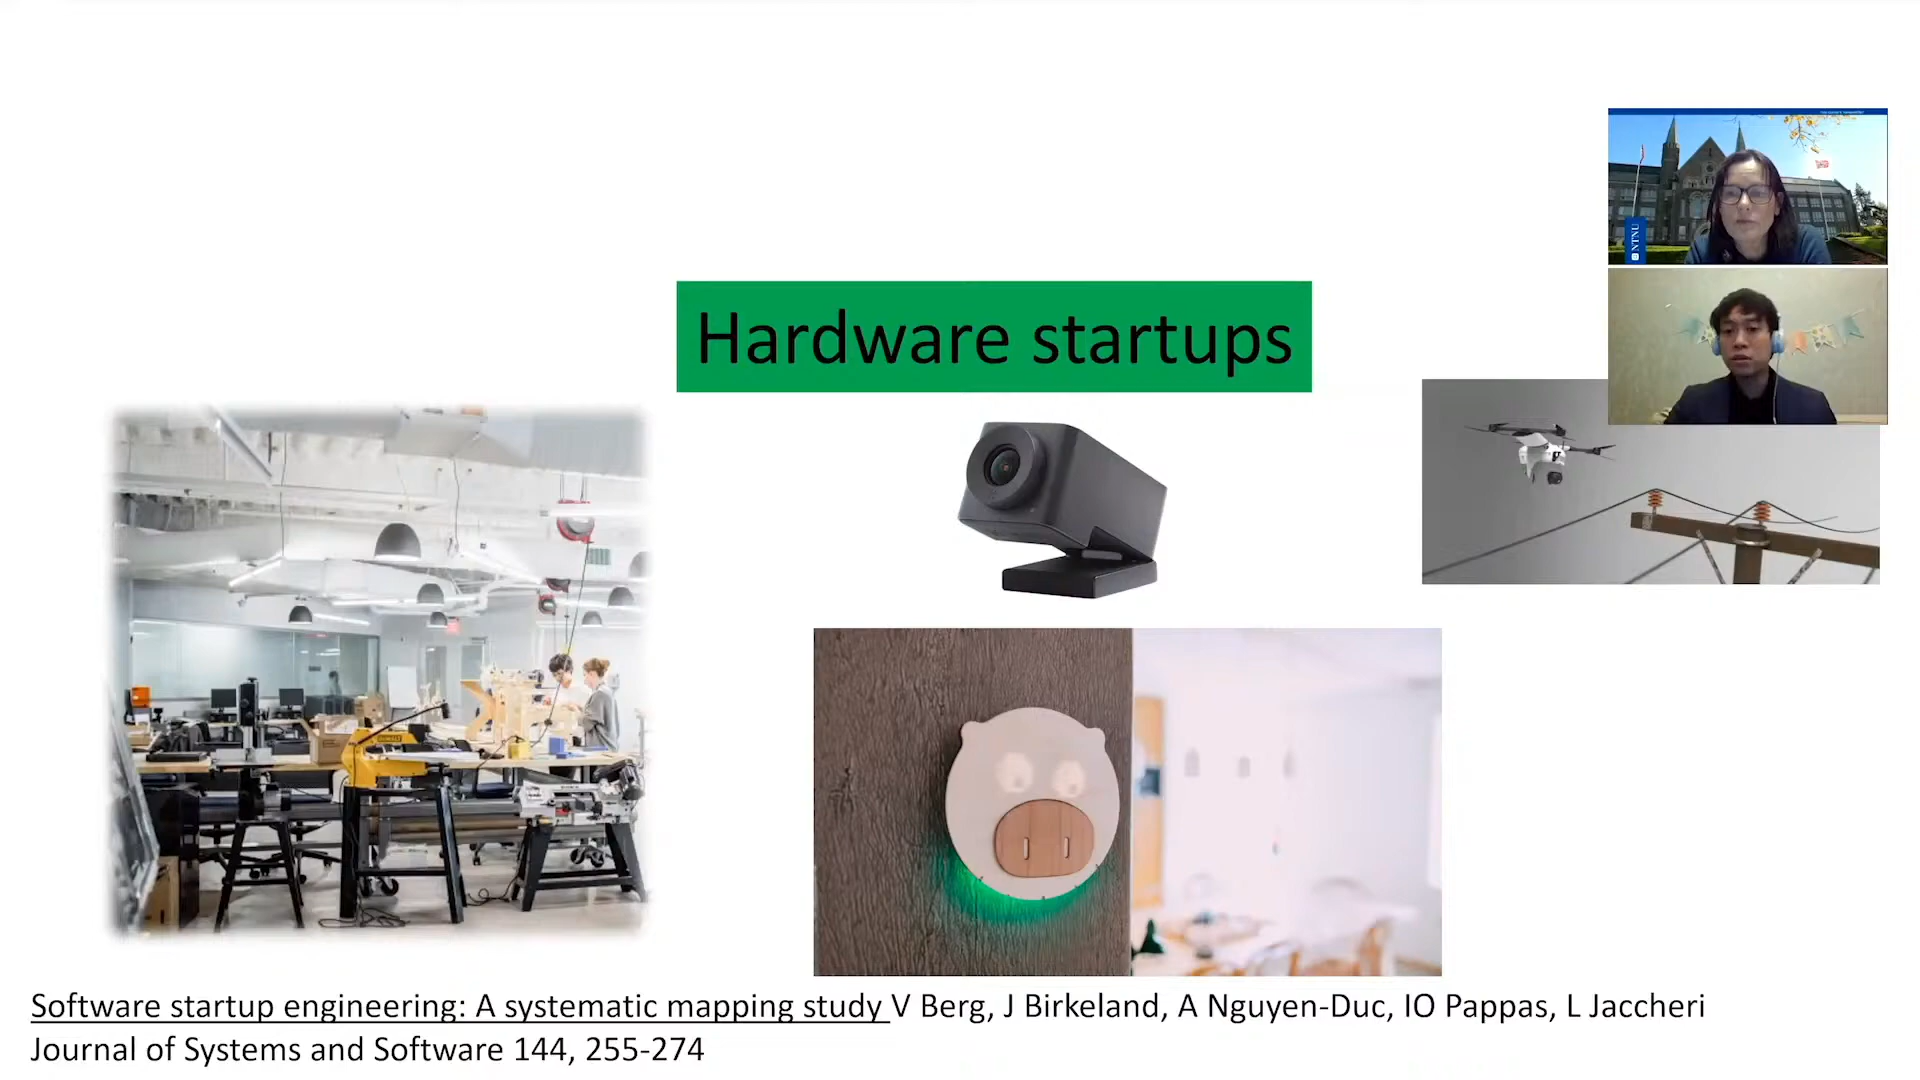 NTNU
Hardware startups
Software startup engineering: A systematic mapping study V Berg, J Birkeland, A Nguyen-Duc, IO Pappas, L Jaccheri
Journal of Systems and Software 144, 255-274